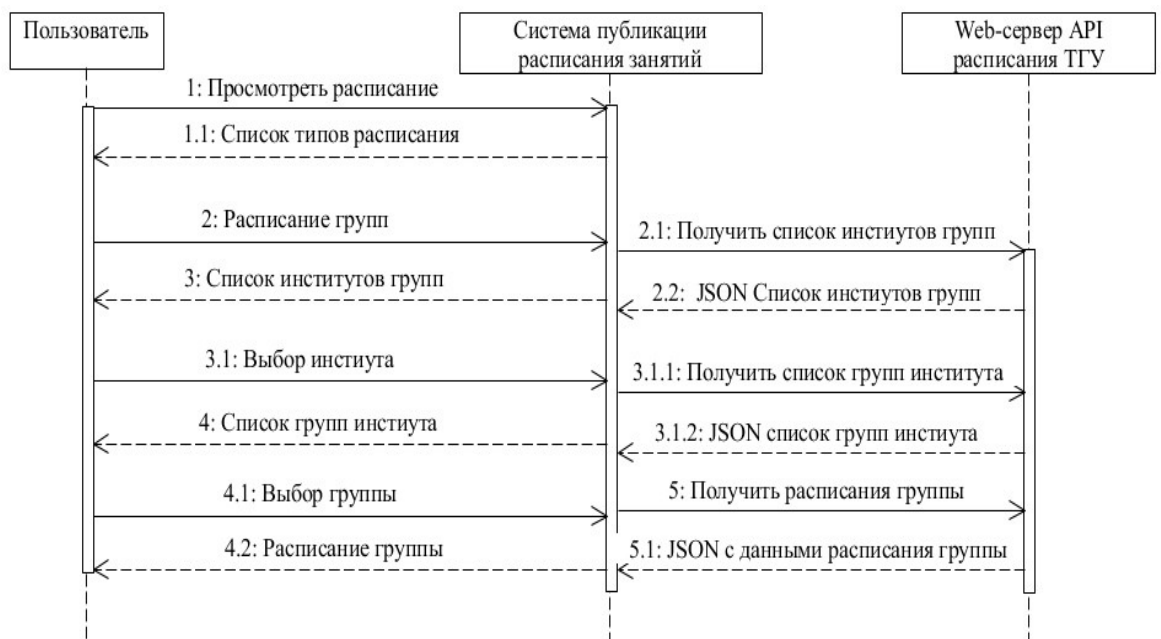 Пользователь
Система публикации
расписания занятий
Web-сервер API
расписания ТГУ
1: Просмотреть расписание
1.1: Список типов расписания
2: Расписание групп
2.1: Получить список инстиутов групп
3: Список институтов групп
2.2: JSON Список инстиутов групп
3.1: Выбор инстиута
3.1.1: Получить список групп института
4: Список групп инстиута
3.1.2: JSON список групп инстиута
4.1: Выбор группы
5: Получить расписания группы
4.2: Расписание группы
5.1: JSON с данными расписания группы